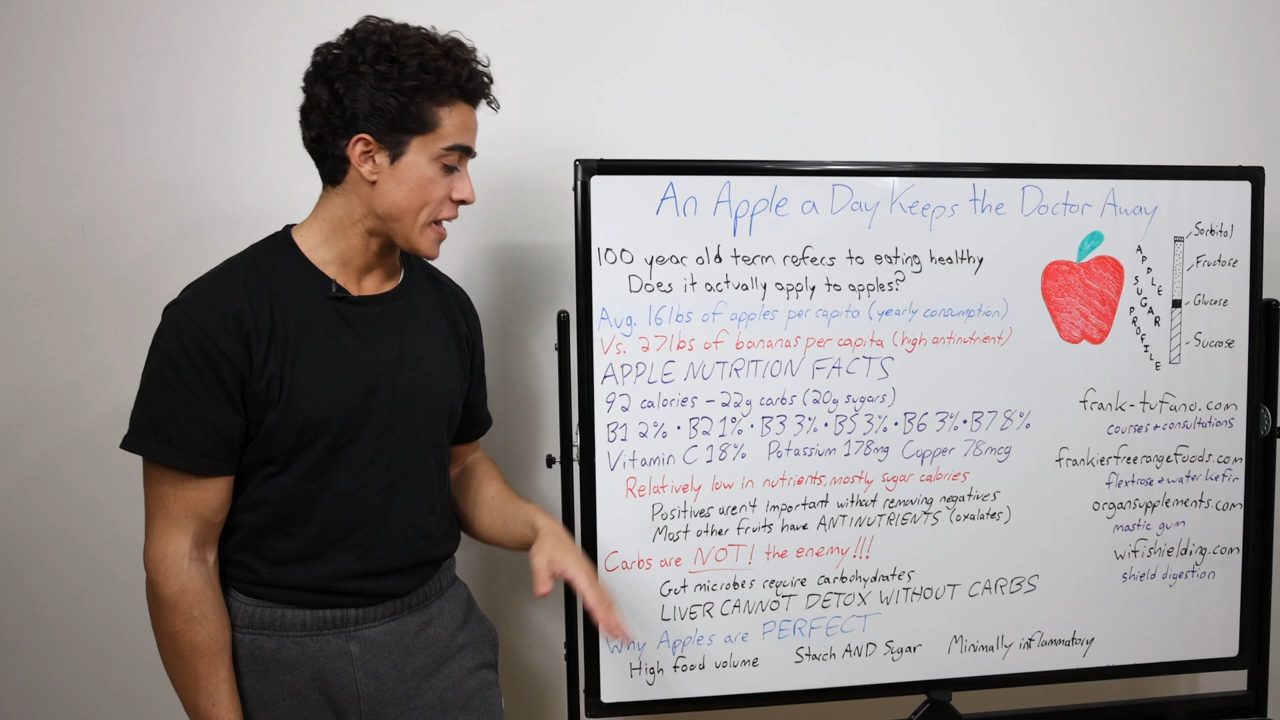 An Apple a Day Keeps the Doctor Away
100 year old term refers to eating healthy
Does it actually apply to apples?
Avg. 16lbs of apples per capita (yearly consumption)
Vs. 27lbs of bananas per capita (high antinutrient)
APPLE NUTRITION FACTS
92 calories - 22g carbs (20g sugars)
B1 2% · B2 1% · B3 3% · B5 3% · B6 3% · B7 8%
Vitamin C 18% Potassium 178mg Copper 78mcg
Relatively low in nutrients, mostly sugar calories
Positives aren't important without removing negatives
Most other fruits have ANTINUTRIENTS (oxalates)
Carbs are NOT! the enemy!!!
Gut microbes require carbohydrates
LIVER CANNOT DETOX WITHOUT CARBS
Why Apples are PERFECT
High food volume Starch AND Sugar Minimally inflammatory
APPLE SUGAR PROFILE
Sorbitol
Fructose
Glucose
Sucrose
frank-tufano.com
courses + consultations
frankiesfreerangefoods.com
flextrose + water kefir
organsupplements.com
mastic gum
wifishielding.com
shield digestion